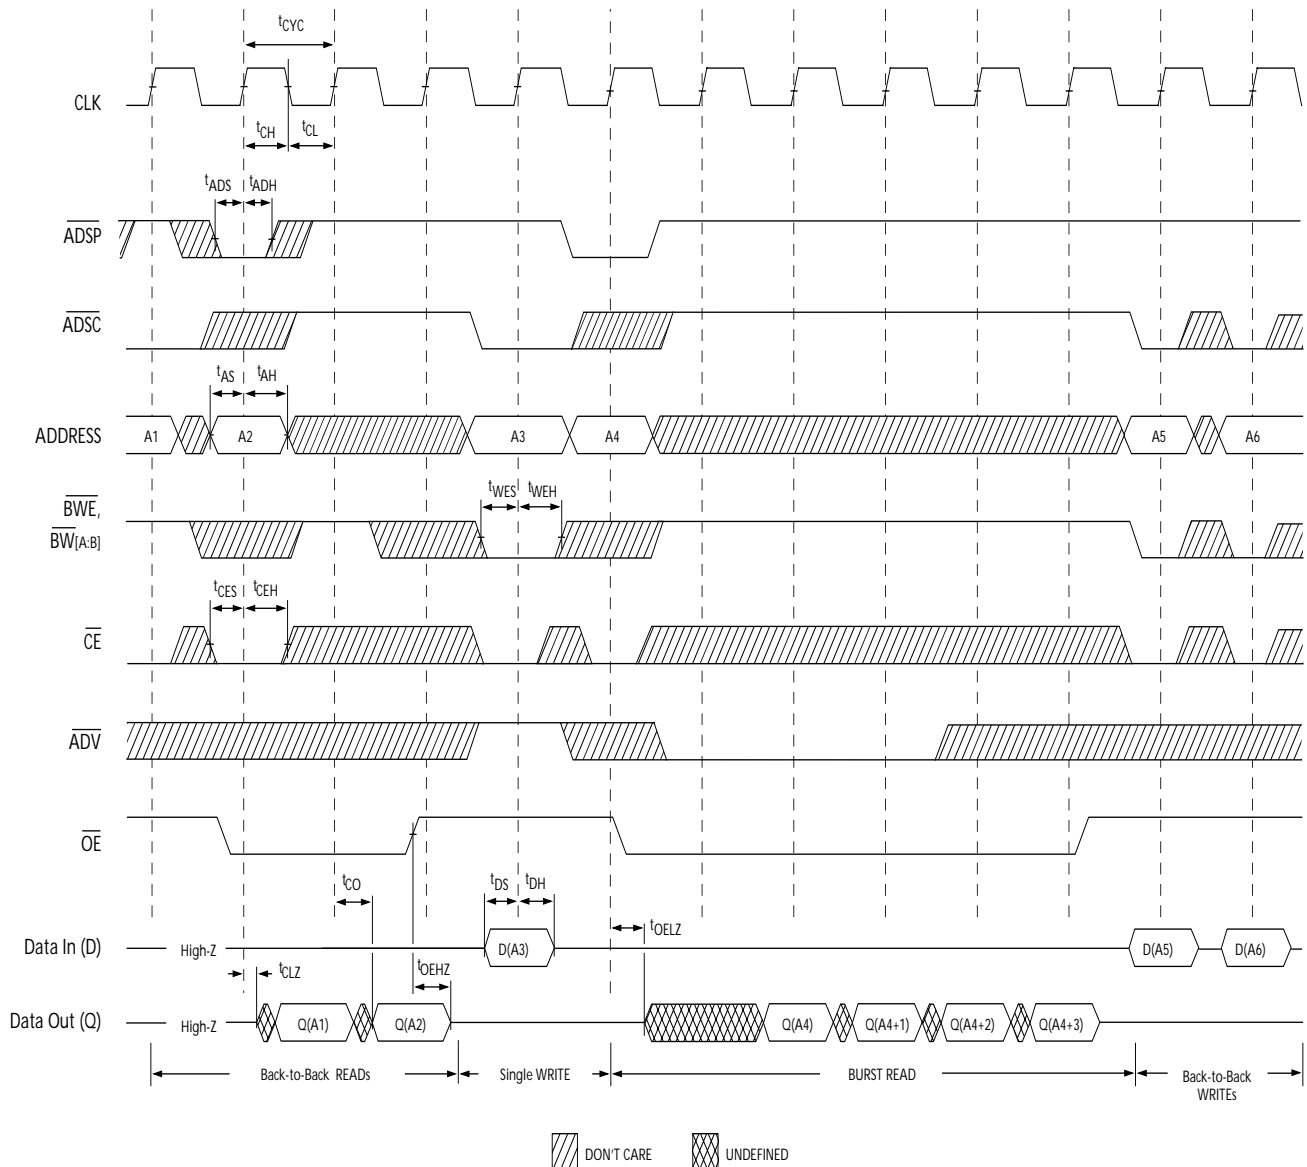 tCYC
CLK
tCH
tCL
tADS
tADH
ADSP
ADSC
tAS
tAH
ADDRESS
A1
A2
A3
A4
A5
A6
tWES
tWEH
BWE,
BW[A:B]
tCES
tCEH
CE
ADV
OE
tCO
tDS
tDH
tOELZ
Data In (D)
High-Z
D(A3)
D(A5)
D(A6)
tCLZ
tOEHZ
Data Out (Q)
High-Z
Q(A1)
Q(A2)
Q(A4)
Q(A4+1)
Q(A4+2)
Q(A4+3)
Back-to-Back READs
Single WRITE
BURST READ
Back-to-Back
WRITEs
DON'T CARE
UNDEFINED